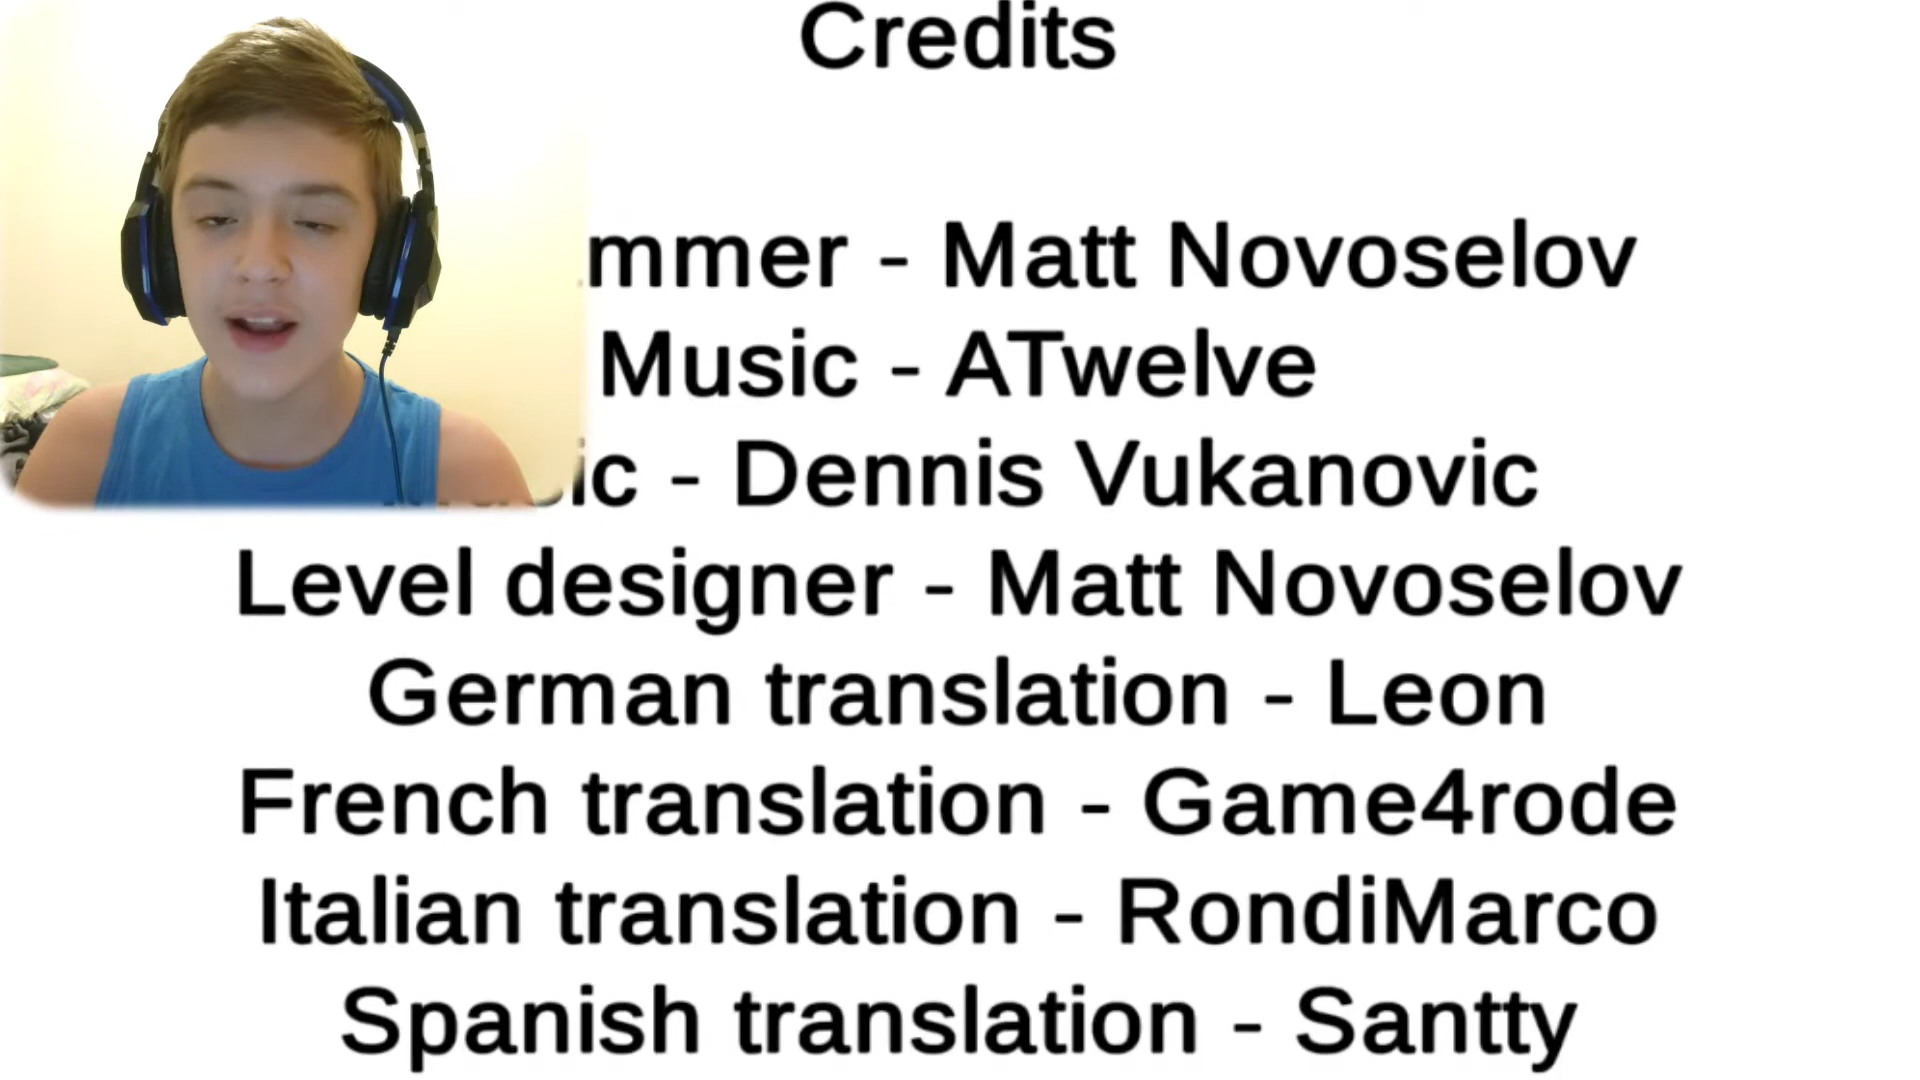 Credits
mmer - Matt Novoselov
Music - ATwelve
ic - Dennis Vukanovic
Level designer - Matt Novoselov
German translation - Leon
French translation - Game4rode
Italian translation - RondiMarco
Spanish translation - Santty